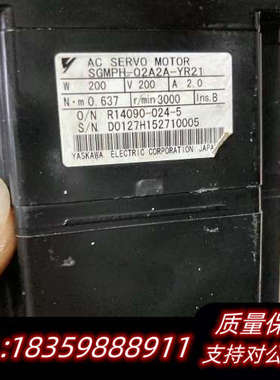 AC SERVO MOTOR
SGMPH-02A2A-YR21
W 200 V 200 A 2.0
N·m 0.637 r/min 3000 Ins.B
O/N R14090-024-5
S/N D0127H152710005
YASKAWA ELECTRIC CORPORATION JAPAN
质量保
:18359888911
支持对公